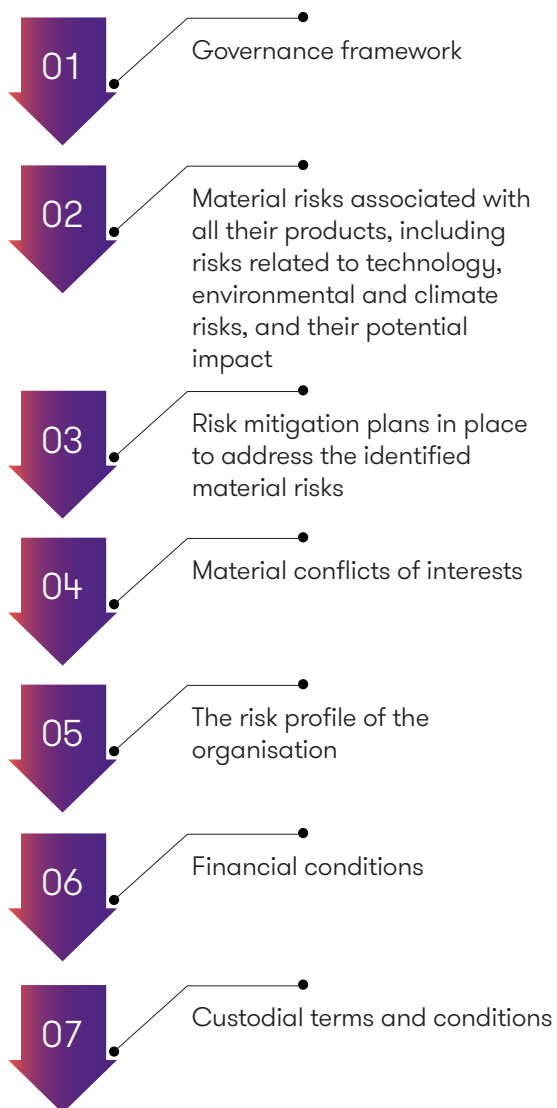 01
Governance framework
02
Material risks associated with
all their products, including
risks related to technology,
environmental and climate
risks, and their potential
impact
03
Risk mitigation plans in place
to address the identified
material risks
04
Material conflicts of interests
05
The risk profile of the
organisation
06
Financial conditions
07
Custodial terms and conditions